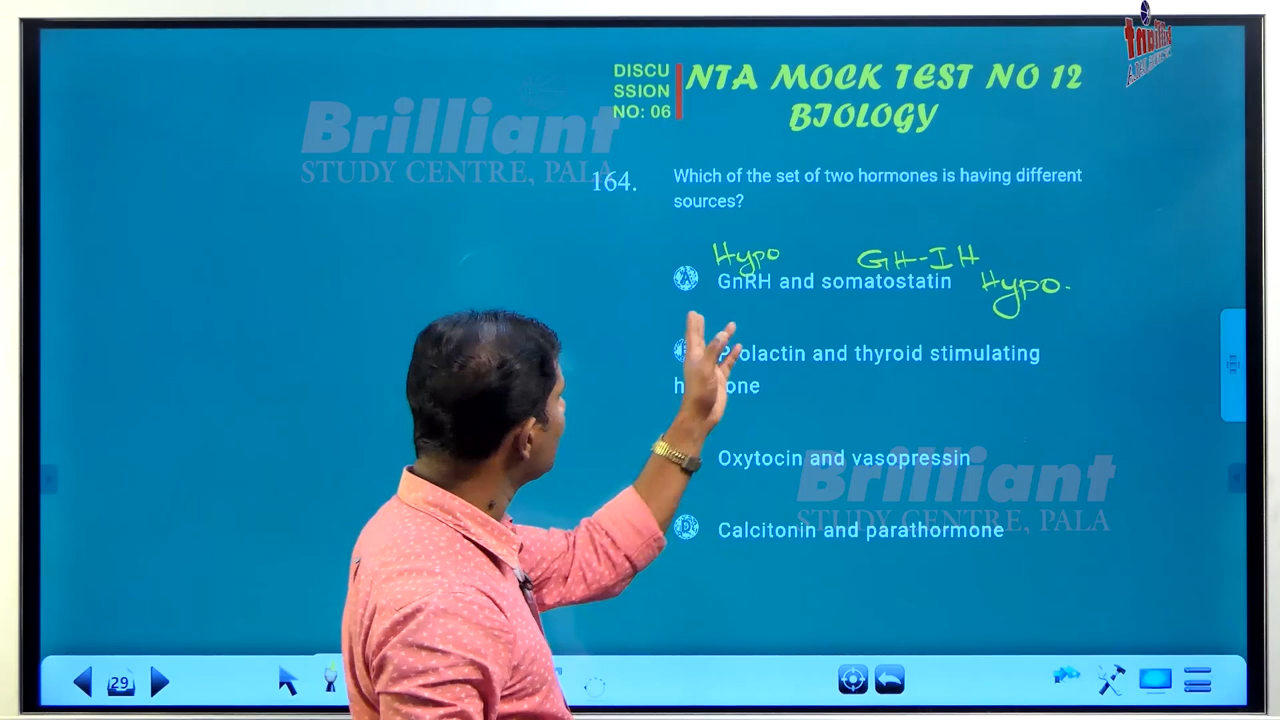 DISCU
SSION
NO: 06
NTA MOCK TEST NO 12
BIOLOGY
Brilliant
STUDY CENTRE, PALA
164.
Which of the set of two hormones is having different
sources?
Hypo GH-IH
A GnRH and somatostatin Hypo.
Prolactin and thyroid stimulating
Oxytocin and vasopressin
Brilliant
STUDY CENTRE, PALA
D Calcitonin and parathormone
29